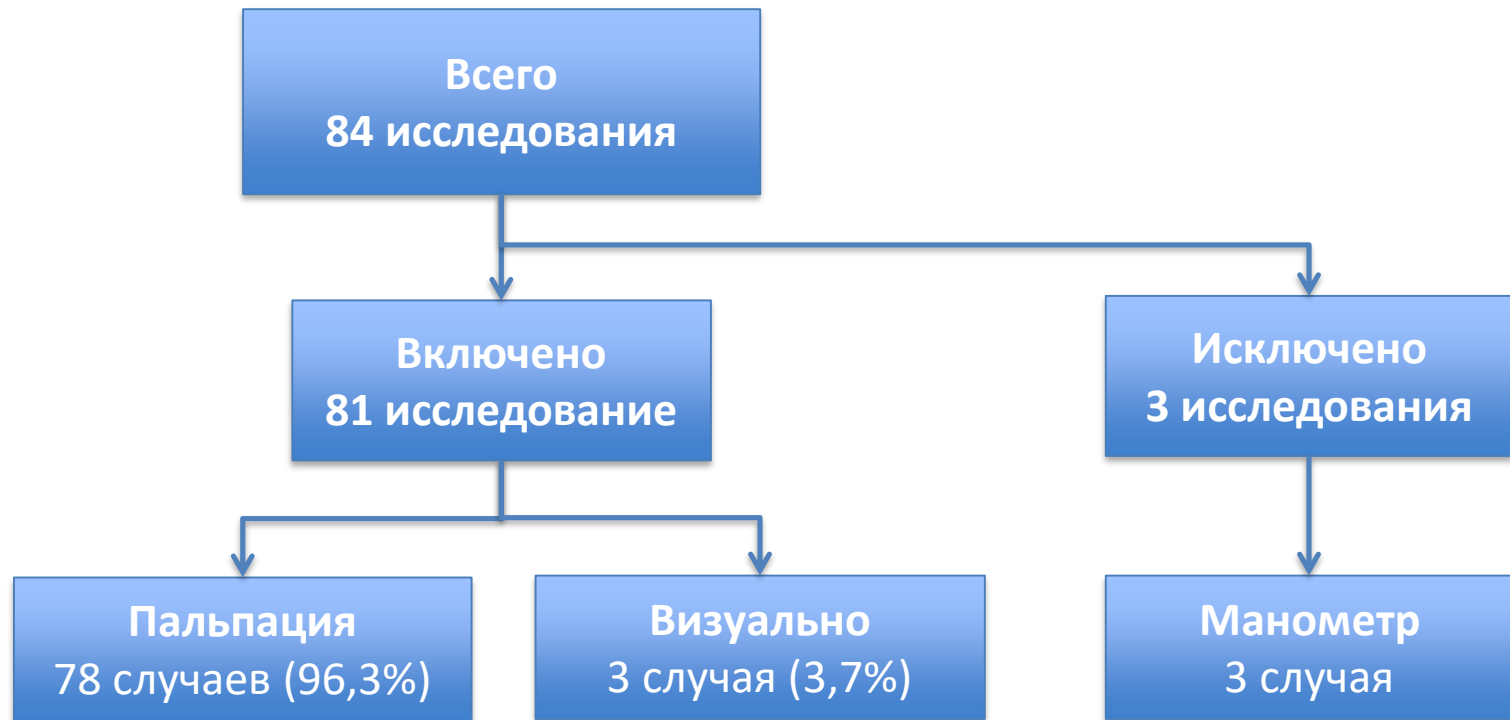 Всего
84 исследования
Включено
81 исследование
Исключено
3 исследования
Пальпация
78 случаев (96,3%)
Визуально
3 случая (3,7%)
Манометр
3 случая